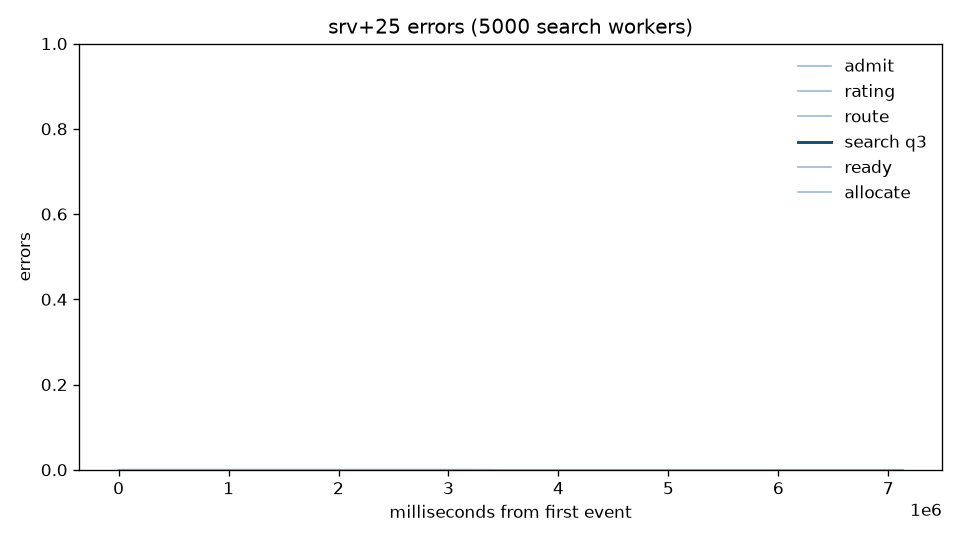 srv+25 errors (5000 search workers)
1.0
0.8
0.6
0.4
0.2
0.0
errors
admit
rating
route
search q3
ready
allocate
0 1 2 3 4 5 6 7
1e6
milliseconds from first event